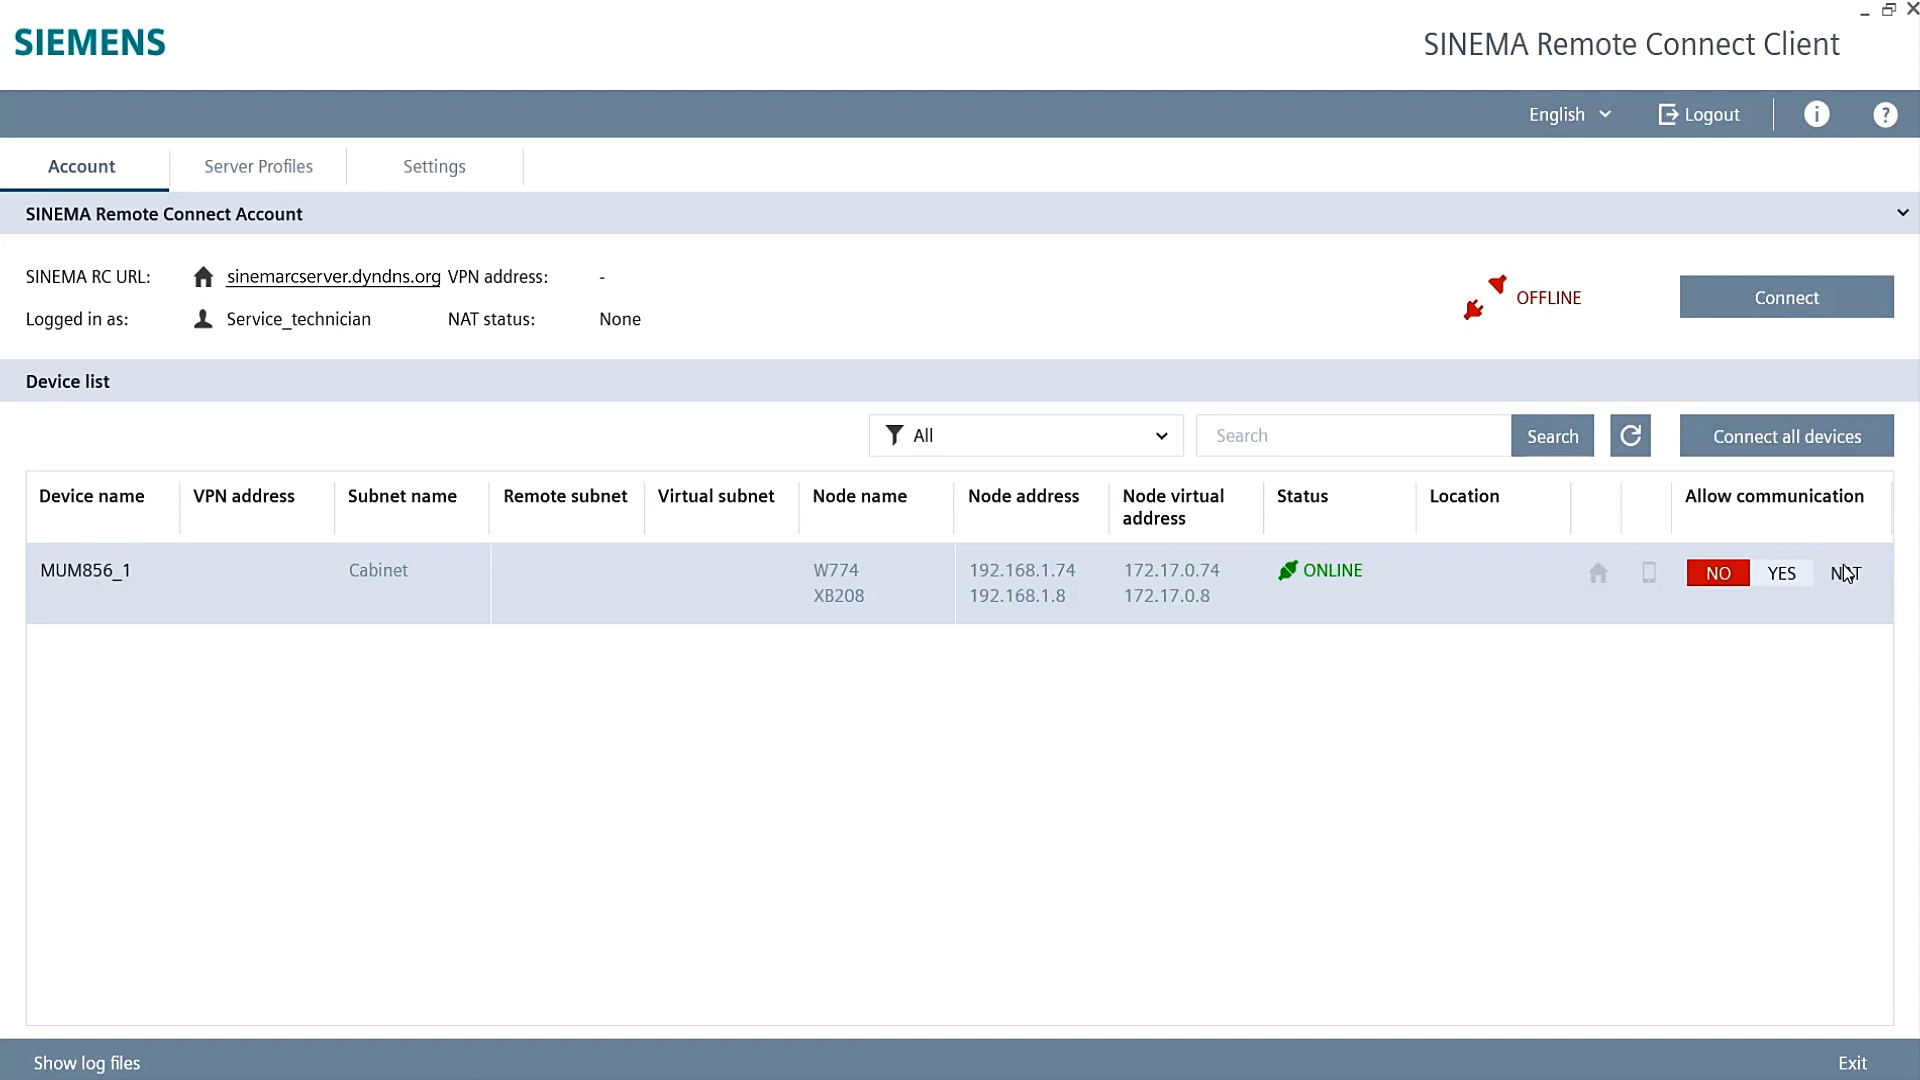 SIEMENS
SINEMA Remote Connect Client
English
Logout
Account
Server Profiles
Settings
SINEMA Remote Connect Account
SINEMA RC URL: sinemarcserver.dyndns.org VPN address: -
Logged in as: Service_technician NAT status: None
OFFLINE
Connect
Device list
All
Search
Search
Connect all devices
Device name VPN address Subnet name Remote subnet Virtual subnet Node name Node address Node virtual address Status Location Allow communication
MUM856_1 Cabinet W774 192.168.1.74 172.17.0.74 ONLINE NO YES NAT
XB208 192.168.1.8 172.17.0.8
Show log files
Exit